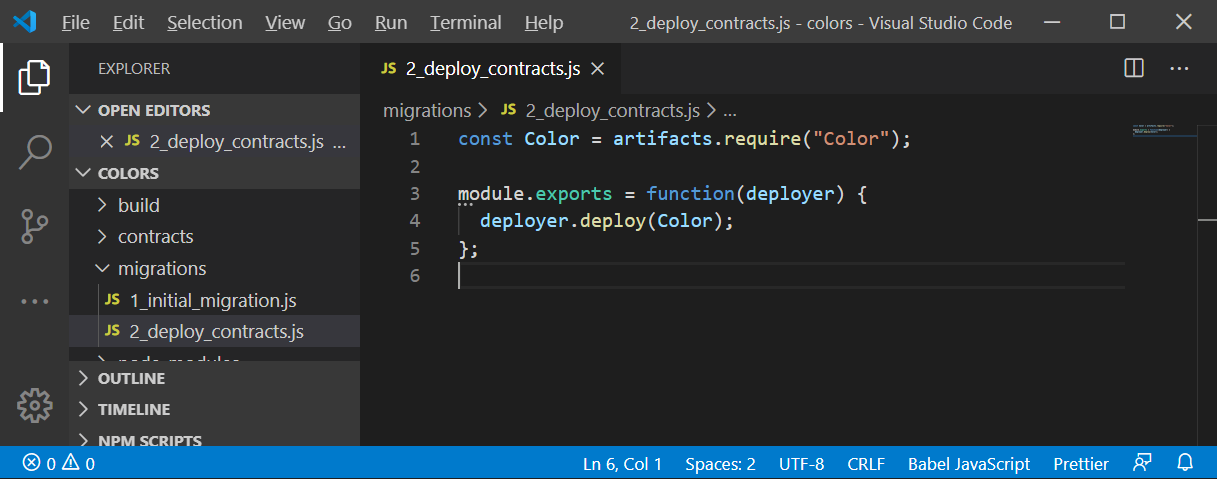 File Edit Selection View Go Run Terminal Help 2_deploy_contracts.js - colors - Visual Studio Code
EXPLORER
OPEN EDITORS
JS 2_deploy_contracts.js ...
COLORS
build
contracts
migrations
JS 1_initial_migration.js
JS 2_deploy_contracts.js
node_modules
OUTLINE
TIMELINE
NPM SCRIPTS
JS 2_deploy_contracts.js
migrations > JS 2_deploy_contracts.js > ...
1 const Color = artifacts.require("Color");
2
3 module.exports = function(deployer) {
4 deployer.deploy(Color);
5 };
6
0 0 Ln 6, Col 1 Spaces: 2 UTF-8 CRLF Babel JavaScript Prettier